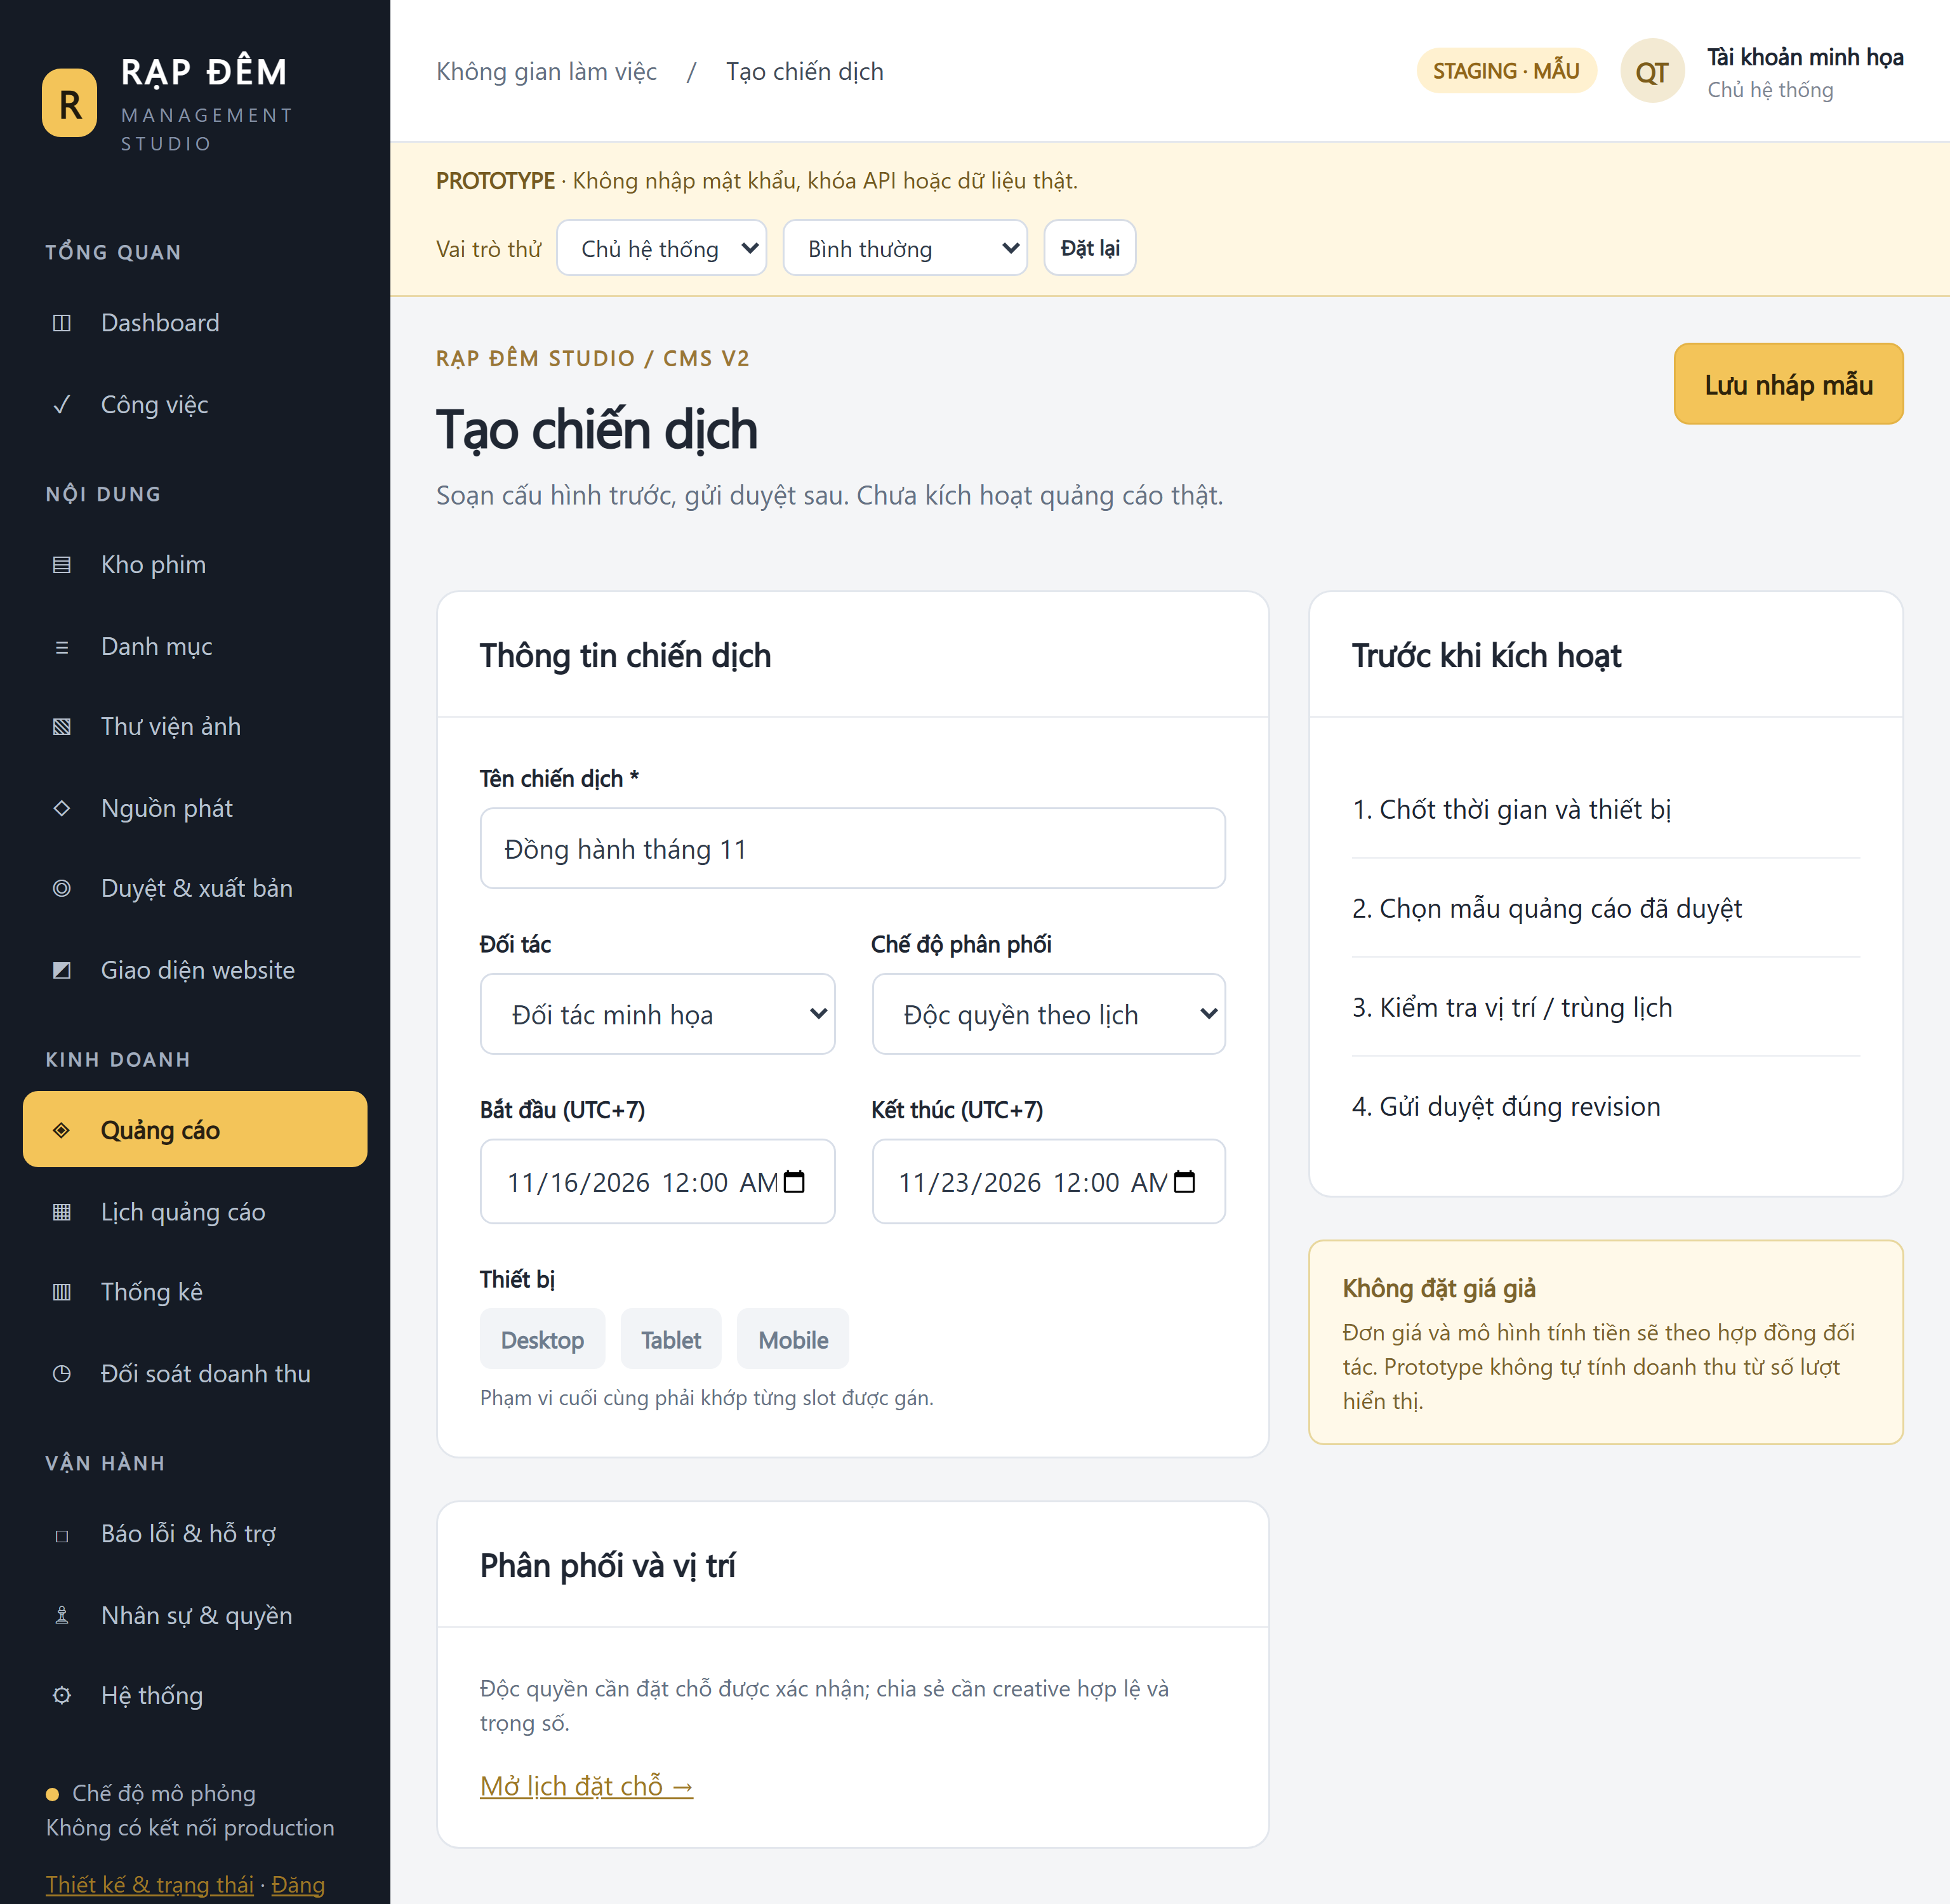 R
RẠP ĐÊM
MANAGEMENT
STUDIO
TỔNG QUAN
Dashboard
Công việc
NỘI DUNG
Kho phim
Danh mục
Thư viện ảnh
Nguồn phát
Duyệt & xuất bản
Giao diện website
KINH DOANH
Quảng cáo
Lịch quảng cáo
Thống kê
Đối soát doanh thu
VẬN HÀNH
Báo lỗi & hỗ trợ
Nhân sự & quyền
Hệ thống
Chế độ mô phỏng
Không có kết nối production
Thiết kế & trạng thái · Đăng
Không gian làm việc / Tạo chiến dịch
STAGING · MẪU
QT
Tài khoản minh họa
Chủ hệ thống
PROTOTYPE · Không nhập mật khẩu, khóa API hoặc dữ liệu thật.
Vai trò thử Chủ hệ thống Bình thường Đặt lại
RẠP ĐÊM STUDIO / CMS V2
Tạo chiến dịch
Soạn cấu hình trước, gửi duyệt sau. Chưa kích hoạt quảng cáo thật.
Lưu nháp mẫu
Thông tin chiến dịch
Tên chiến dịch *
Đồng hành tháng 11
Đối tác Chế độ phân phối
Đối tác minh họa Độc quyền theo lịch
Bắt đầu (UTC+7) Kết thúc (UTC+7)
11/16/2026 12:00 AM 11/23/2026 12:00 AM
Thiết bị
Desktop Tablet Mobile
Phạm vi cuối cùng phải khớp từng slot được gán.
Phân phối và vị trí
Độc quyền cần đặt chỗ được xác nhận; chia sẻ cần creative hợp lệ và
trọng số.
Mở lịch đặt chỗ →
Trước khi kích hoạt
1. Chốt thời gian và thiết bị
2. Chọn mẫu quảng cáo đã duyệt
3. Kiểm tra vị trí / trùng lịch
4. Gửi duyệt đúng revision
Không đặt giá giả
Đơn giá và mô hình tính tiền sẽ theo hợp đồng đối
tác. Prototype không tự tính doanh thu từ số lượt
hiển thị.